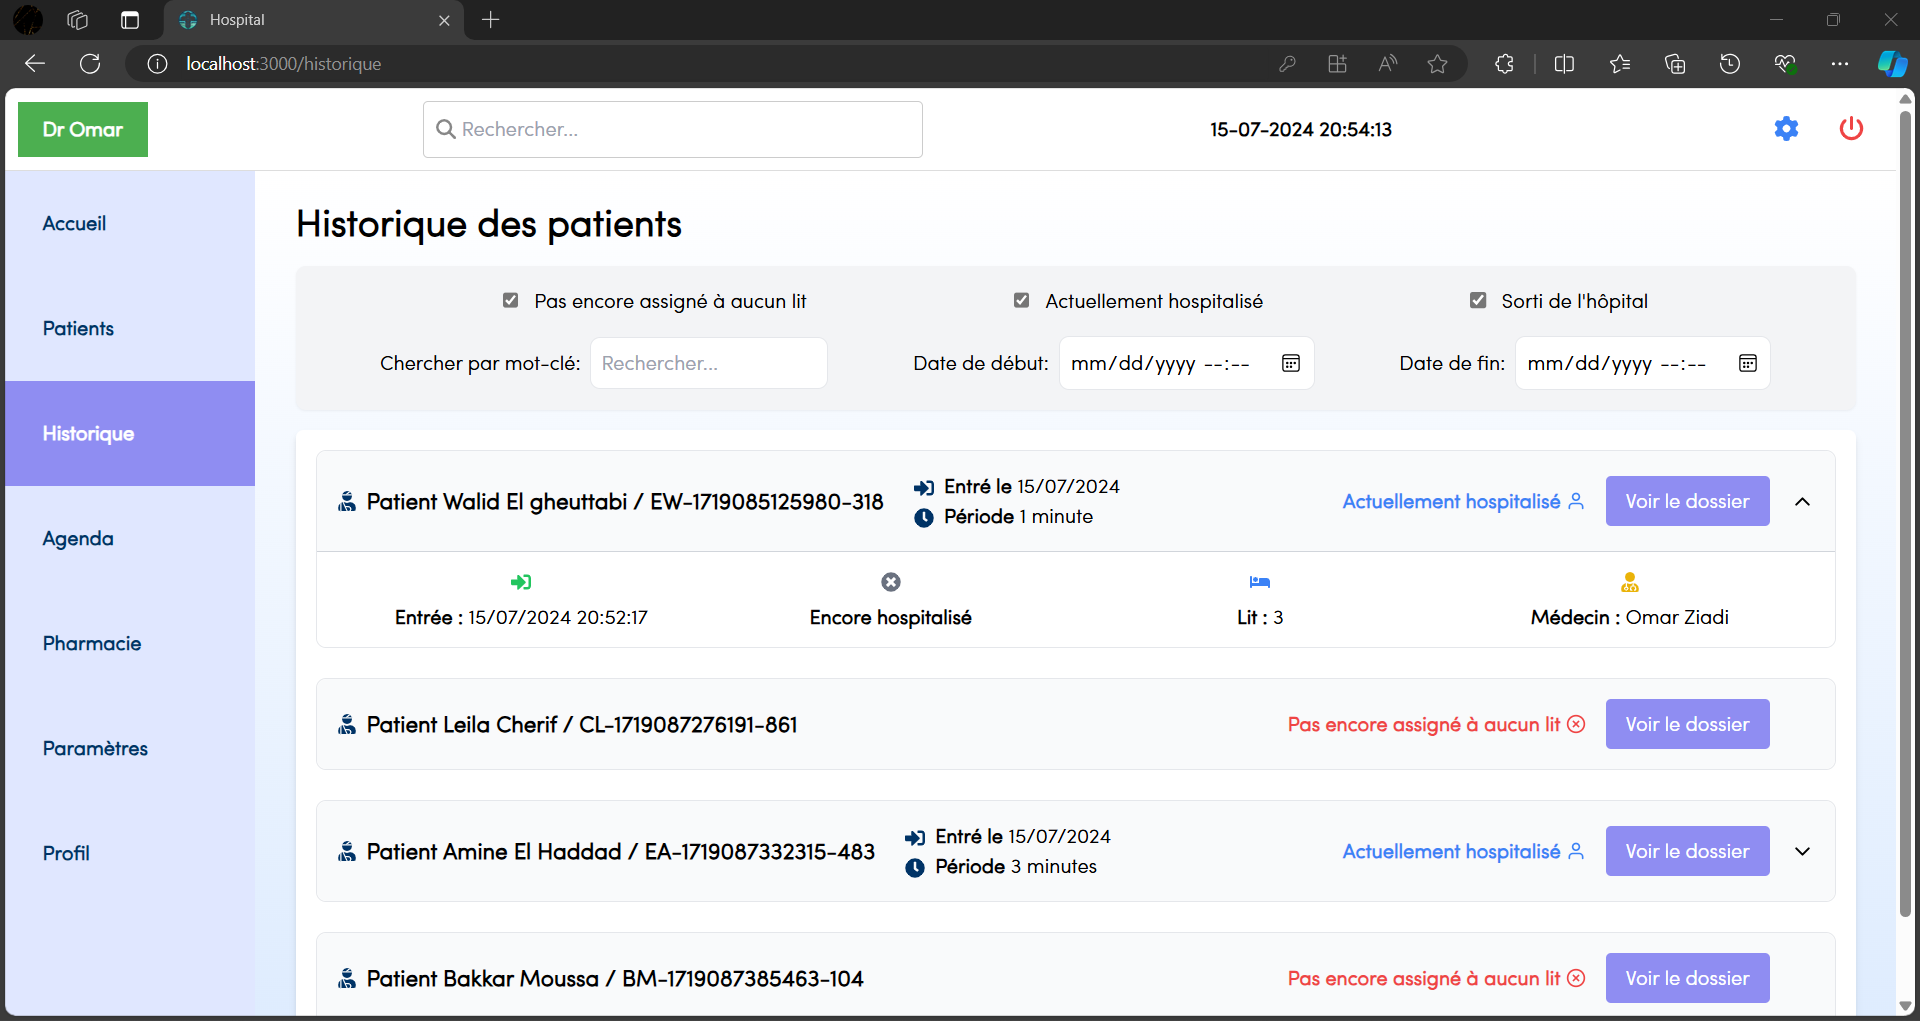 Hospital
localhost:3000/historique
Dr Omar
Rechercher...
15-07-2024 20:54:13
Accueil
Patients
Historique
Agenda
Pharmacie
Paramètres
Profil
Historique des patients
Pas encore assigné à aucun lit
Actuellement hospitalisé
Sorti de l'hôpital
Chercher par mot-clé: Rechercher...
Date de début: mm/dd/yyyy --:--
Date de fin: mm/dd/yyyy --:--
Patient Walid El gheuttabi / EW-1719085125980-318
Entré le 15/07/2024
Période 1 minute
Actuellement hospitalisé
Voir le dossier
Entrée : 15/07/2024 20:52:17
Encore hospitalisé
Lit : 3
Médecin : Omar Ziadi
Patient Leila Cherif / CL-1719087276191-861
Pas encore assigné à aucun lit
Voir le dossier
Patient Amine El Haddad / EA-1719087332315-483
Entré le 15/07/2024
Période 3 minutes
Actuellement hospitalisé
Voir le dossier
Patient Bakkar Moussa / BM-1719087385463-104
Pas encore assigné à aucun lit
Voir le dossier